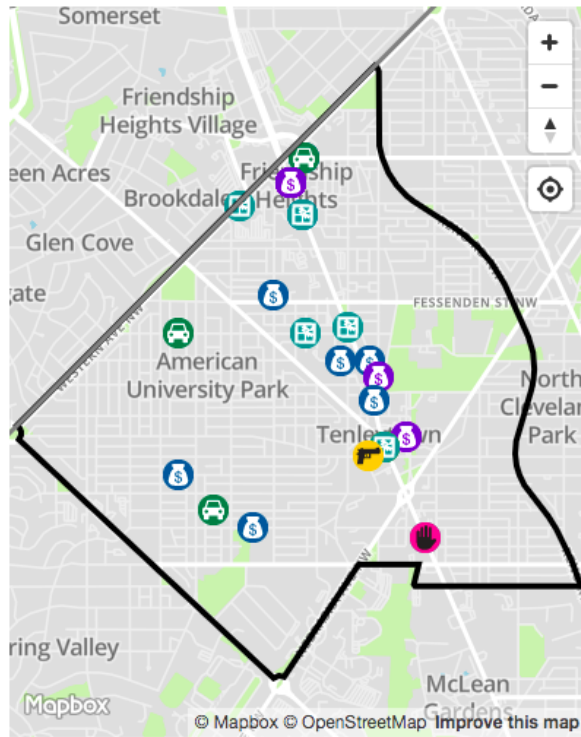 Somerset
Friendship
Heights Village
een Acres
Friendship
Heights
Brookdale
Glen Cove
gate
FESSENDEN ST NW
WESTERN AVE NW
American
University Park
North
Cleveland
Park
Tenleytown
ring Valley
McLean
Gardens
Mapbox
© Mapbox © OpenStreetMap Improve this map